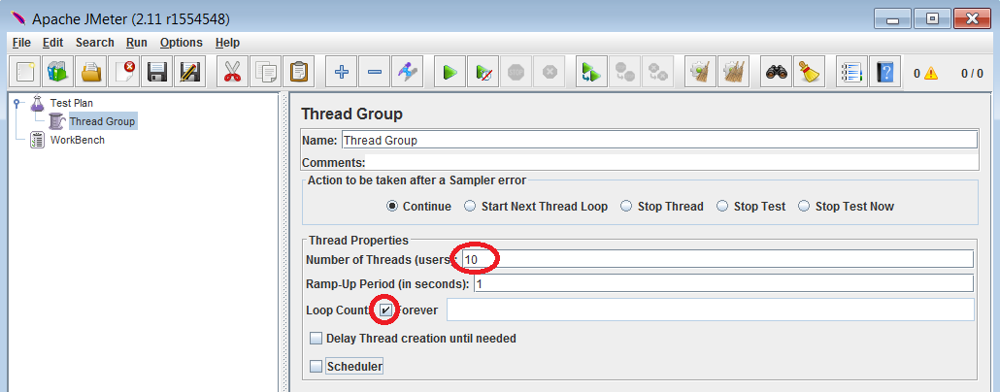 Apache JMeter (2.11 r1554548)
File Edit Search Run Options Help
0 0 / 0
Test Plan
Thread Group
WorkBench
Thread Group
Name: Thread Group
Comments:
Action to be taken after a Sampler error
Continue Start Next Thread Loop Stop Thread Stop Test Stop Test Now
Thread Properties
Number of Threads (users): 10
Ramp-Up Period (in seconds): 1
Loop Count: Forever
Delay Thread creation until needed
Scheduler